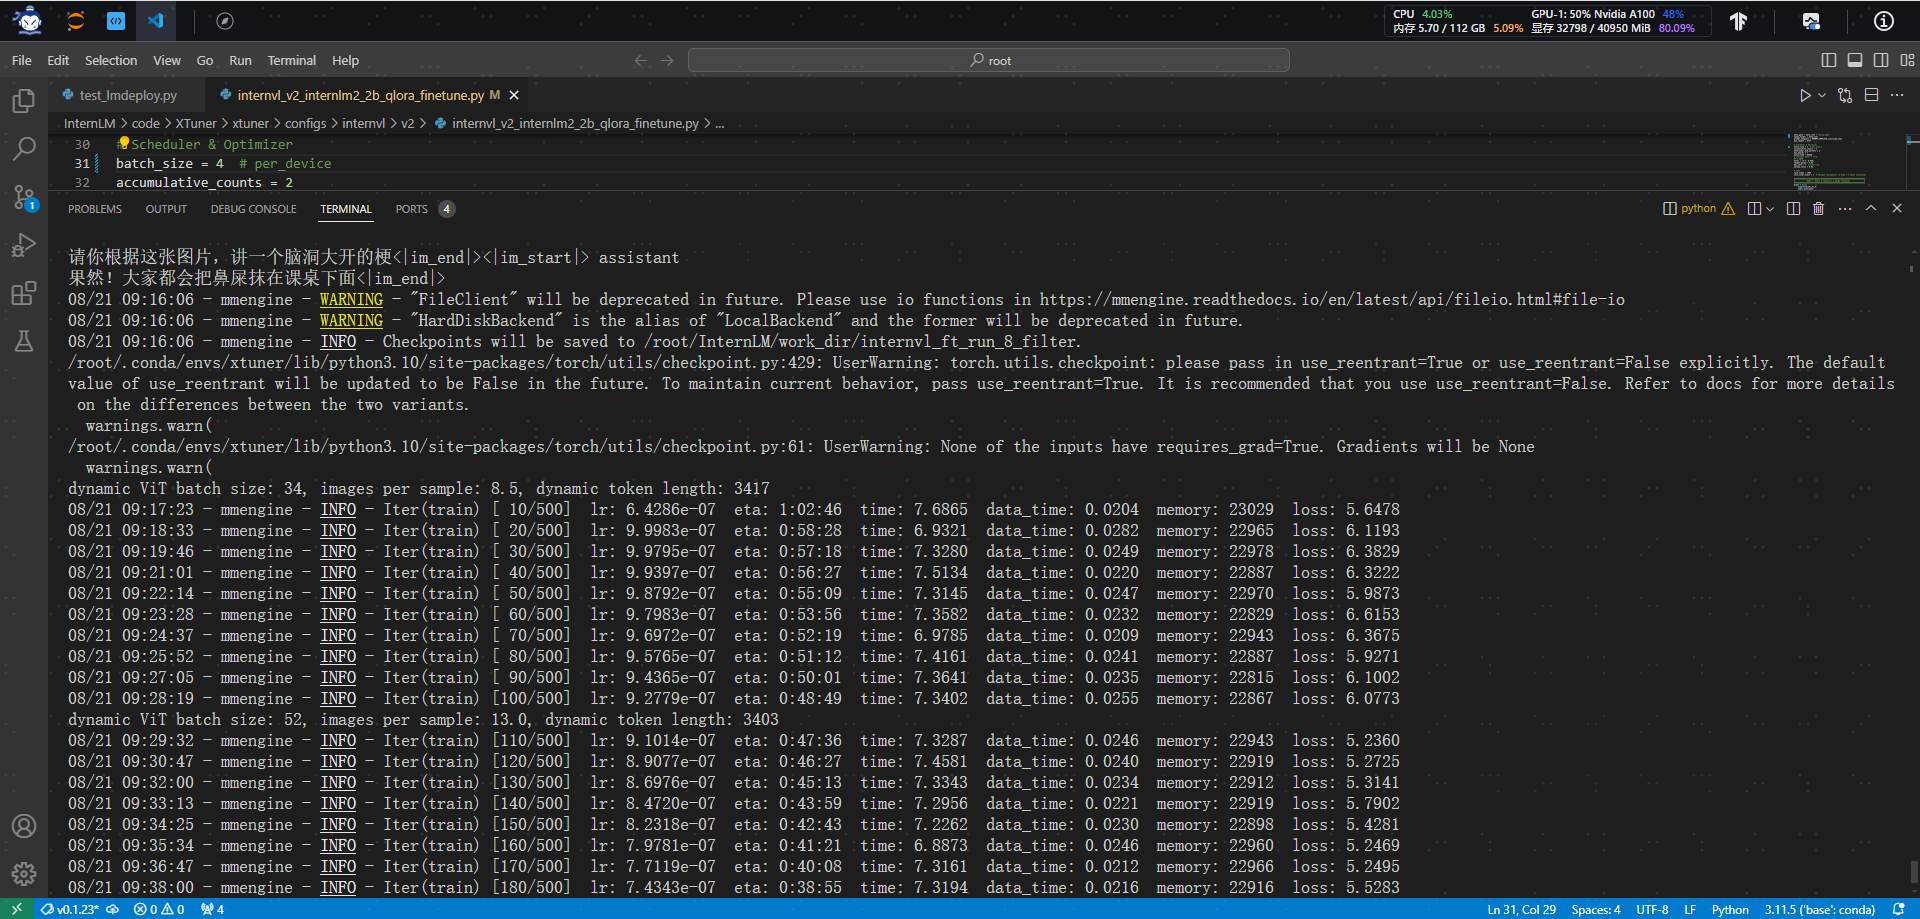 CPU 4.03% GPU-1: 50% Nvidia A100 48%
内存 5.70 / 112 GB 5.09% 显存 32798 / 40950 MiB 80.09%
File Edit Selection View Go Run Terminal Help
root
test_lmdeploy.py internvl_v2_internlm2_2b_qlora_finetune.py M
InternLM > code > XTuner > xtuner > configs > internvl > v2 > internvl_v2_internlm2_2b_qlora_finetune.py > ...
30 # Scheduler & Optimizer
31 batch_size = 4  # per_device
32 accumulative_counts = 2
PROBLEMS OUTPUT DEBUG CONSOLE TERMINAL PORTS 4
python
请你根据这张图片，讲一个脑洞大开的梗<|im_end|><|im_start|> assistant
果然！大家都会把鼻屎抹在课桌下面<|im_end|>
08/21 09:16:06 - mmengine - WARNING - "FileClient" will be deprecated in future. Please use io functions in https://mmengine.readthedocs.io/en/latest/api/fileio.html#file-io
08/21 09:16:06 - mmengine - WARNING - "HardDiskBackend" is the alias of "LocalBackend" and the former will be deprecated in future.
08/21 09:16:06 - mmengine - INFO - Checkpoints will be saved to /root/InternLM/work_dir/internvl_ft_run_8_filter.
/root/.conda/envs/xtuner/lib/python3.10/site-packages/torch/utils/checkpoint.py:429: UserWarning: torch.utils.checkpoint: please pass in use_reentrant=True or use_reentrant=False explicitly. The default
value of use_reentrant will be updated to be False in the future. To maintain current behavior, pass use_reentrant=True. It is recommended that you use use_reentrant=False. Refer to docs for more details
on the differences between the two variants.
warnings.warn(
/root/.conda/envs/xtuner/lib/python3.10/site-packages/torch/utils/checkpoint.py:61: UserWarning: None of the inputs have requires_grad=True. Gradients will be None
warnings.warn(
dynamic ViT batch size: 34, images per sample: 8.5, dynamic token length: 3417
08/21 09:17:23 - mmengine - INFO - Iter(train) [ 10/500] lr: 6.4286e-07 eta: 1:02:46 time: 7.6865 data_time: 0.0204 memory: 23029 loss: 5.6478
08/21 09:18:33 - mmengine - INFO - Iter(train) [ 20/500] lr: 9.9983e-07 eta: 0:58:28 time: 6.9321 data_time: 0.0282 memory: 22965 loss: 6.1193
08/21 09:19:46 - mmengine - INFO - Iter(train) [ 30/500] lr: 9.9795e-07 eta: 0:57:18 time: 7.3280 data_time: 0.0249 memory: 22978 loss: 6.3829
08/21 09:21:01 - mmengine - INFO - Iter(train) [ 40/500] lr: 9.9397e-07 eta: 0:56:27 time: 7.5134 data_time: 0.0220 memory: 22887 loss: 6.3222
08/21 09:22:14 - mmengine - INFO - Iter(train) [ 50/500] lr: 9.8792e-07 eta: 0:55:09 time: 7.3145 data_time: 0.0247 memory: 22970 loss: 5.9873
08/21 09:23:28 - mmengine - INFO - Iter(train) [ 60/500] lr: 9.7983e-07 eta: 0:53:56 time: 7.3582 data_time: 0.0232 memory: 22829 loss: 6.6153
08/21 09:24:37 - mmengine - INFO - Iter(train) [ 70/500] lr: 9.6972e-07 eta: 0:52:19 time: 6.9785 data_time: 0.0209 memory: 22943 loss: 6.3675
08/21 09:25:52 - mmengine - INFO - Iter(train) [ 80/500] lr: 9.5765e-07 eta: 0:51:12 time: 7.4161 data_time: 0.0241 memory: 22887 loss: 5.9271
08/21 09:27:05 - mmengine - INFO - Iter(train) [ 90/500] lr: 9.4365e-07 eta: 0:50:01 time: 7.3641 data_time: 0.0235 memory: 22815 loss: 6.1002
08/21 09:28:19 - mmengine - INFO - Iter(train) [100/500] lr: 9.2779e-07 eta: 0:48:49 time: 7.3402 data_time: 0.0255 memory: 22867 loss: 6.0773
dynamic ViT batch size: 52, images per sample: 13.0, dynamic token length: 3403
08/21 09:29:32 - mmengine - INFO - Iter(train) [110/500] lr: 9.1014e-07 eta: 0:47:36 time: 7.3287 data_time: 0.0246 memory: 22943 loss: 5.2360
08/21 09:30:47 - mmengine - INFO - Iter(train) [120/500] lr: 8.9077e-07 eta: 0:46:27 time: 7.4581 data_time: 0.0240 memory: 22919 loss: 5.2725
08/21 09:32:00 - mmengine - INFO - Iter(train) [130/500] lr: 8.6976e-07 eta: 0:45:13 time: 7.3343 data_time: 0.0234 memory: 22912 loss: 5.3141
08/21 09:33:13 - mmengine - INFO - Iter(train) [140/500] lr: 8.4720e-07 eta: 0:43:59 time: 7.2956 data_time: 0.0221 memory: 22919 loss: 5.7902
08/21 09:34:25 - mmengine - INFO - Iter(train) [150/500] lr: 8.2318e-07 eta: 0:42:43 time: 7.2262 data_time: 0.0230 memory: 22898 loss: 5.4281
08/21 09:35:34 - mmengine - INFO - Iter(train) [160/500] lr: 7.9781e-07 eta: 0:41:21 time: 6.8873 data_time: 0.0246 memory: 22960 loss: 5.2469
08/21 09:36:47 - mmengine - INFO - Iter(train) [170/500] lr: 7.7119e-07 eta: 0:40:08 time: 7.3161 data_time: 0.0212 memory: 22966 loss: 5.2495
08/21 09:38:00 - mmengine - INFO - Iter(train) [180/500] lr: 7.4343e-07 eta: 0:38:55 time: 7.3194 data_time: 0.0216 memory: 22916 loss: 5.5283
v0.1.23* 0 0 4 Ln 31, Col 29 Spaces: 4 UTF-8 LF Python 3.11.5 ('base': conda)